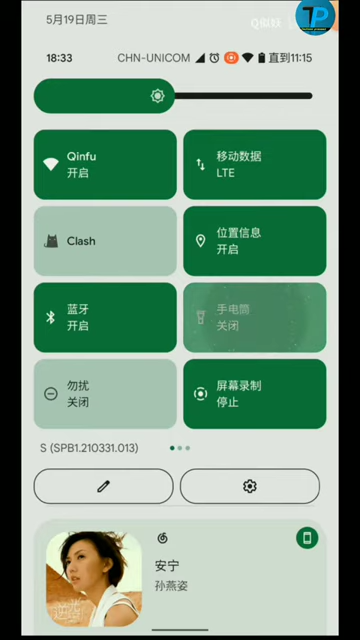 5月19日周三
TP
18:33
CHN-UNICOM
直到11:15
Qinfu
开启
移动数据
LTE
Clash
位置信息
开启
蓝牙
开启
手电筒
关闭
勿扰
关闭
屏幕录制
停止
S (SPB1.210331.013)
安宁
孙燕姿
逆光